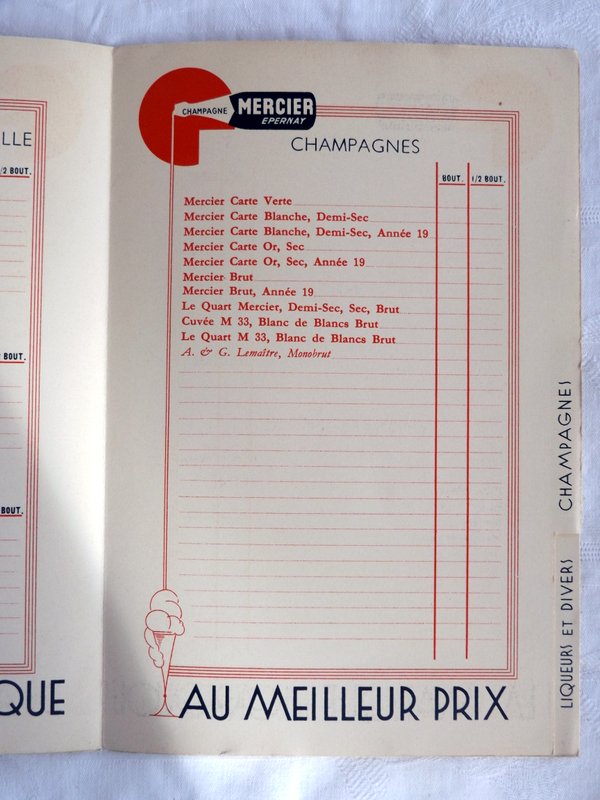 LLE
1/2 BOUT.
BOUT.
BOUT.
QUE
CHAMPAGNE MERCIER
EPERNAY
CHAMPAGNES
BOUT. 1/2 BOUT.
Mercier Carte Verte
Mercier Carte Blanche, Demi-Sec
Mercier Carte Blanche, Demi-Sec, Année 19
Mercier Carte Or, Sec
Mercier Carte Or, Sec, Année 19
Mercier Brut
Mercier Brut, Année 19
Le Quart Mercier, Demi-Sec, Sec, Brut
Cuvée M 33, Blanc de Blancs Brut
Le Quart M 33, Blanc de Blancs Brut
A. & G. Lemaître, Monobrut
AU MEILLEUR PRIX
CHAMPAGNES
LIQUEURS ET DIVERS